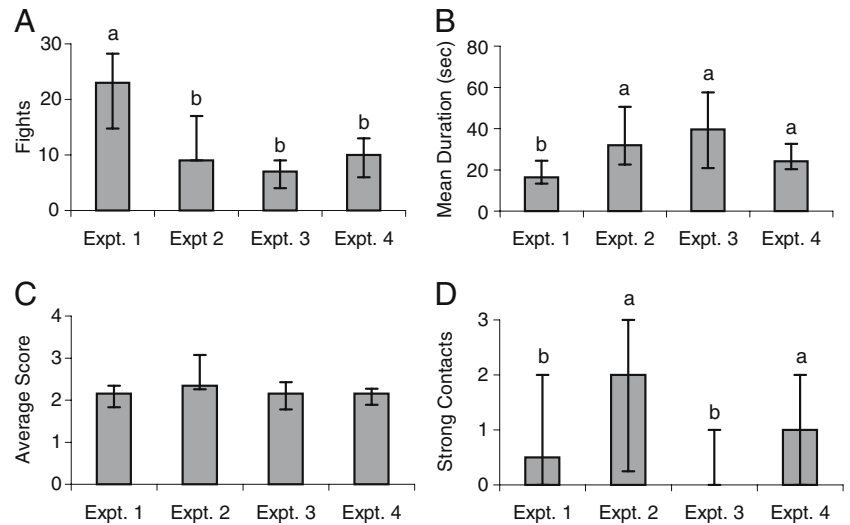 A
Fights
30
20
10
0
a
b
b
b
Expt. 1
Expt 2
Expt. 3
Expt. 4
B
Mean Duration (sec)
80
60
40
20
0
b
a
a
a
Expt. 1
Expt. 2
Expt. 3
Expt. 4
C
Average Score
4
3
2
1
0
Expt. 1
Expt. 2
Expt. 3
Expt. 4
D
Strong Contacts
3
2
1
0
b
a
b
a
Expt. 1
Expt. 2
Expt. 3
Expt. 4